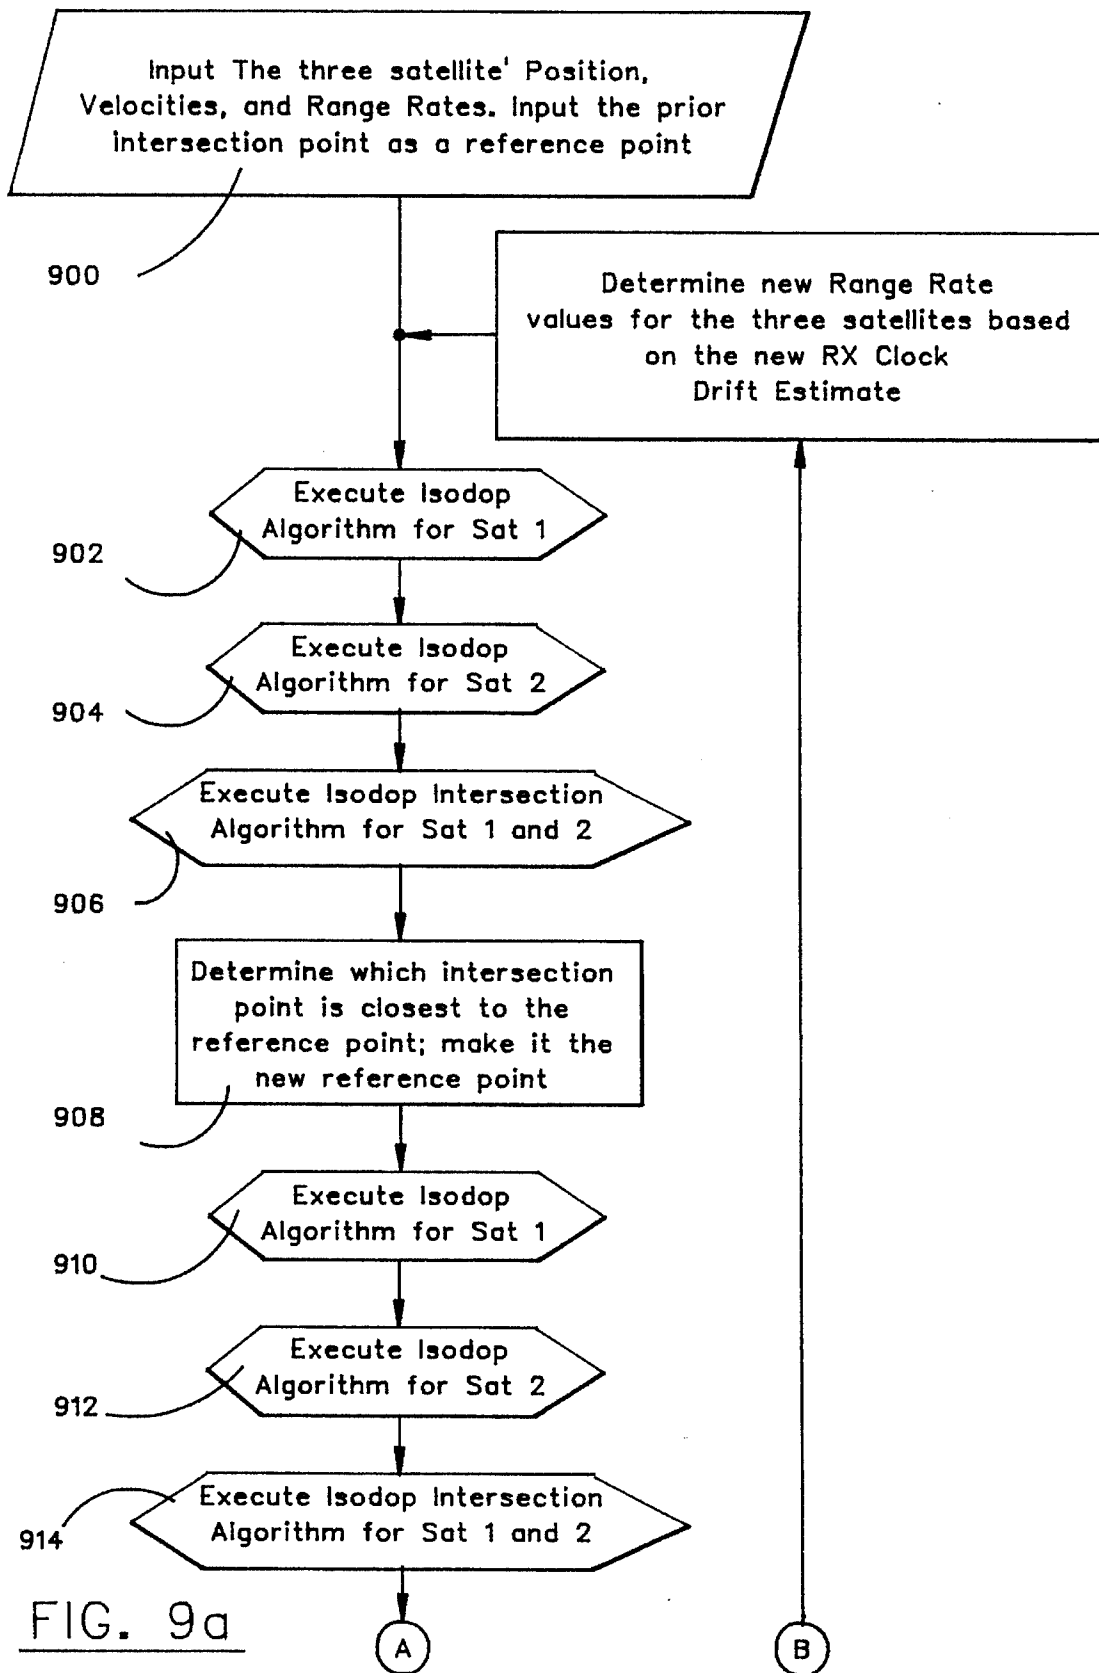 Input The three satellite' Position,
Velocities, and Range Rates. Input the prior
intersection point as a reference point
900
Determine new Range Rate
values for the three satellites based
on the new RX Clock
Drift Estimate
Execute Isodop
Algorithm for Sat 1
902
Execute Isodop
Algorithm for Sat 2
904
Execute Isodop Intersection
Algorithm for Sat 1 and 2
906
Determine which intersection
point is closest to the
reference point; make it the
new reference point
908
Execute Isodop
Algorithm for Sat 1
910
Execute Isodop
Algorithm for Sat 2
912
Execute Isodop Intersection
Algorithm for Sat 1 and 2
914
FIG. 9a
A
B